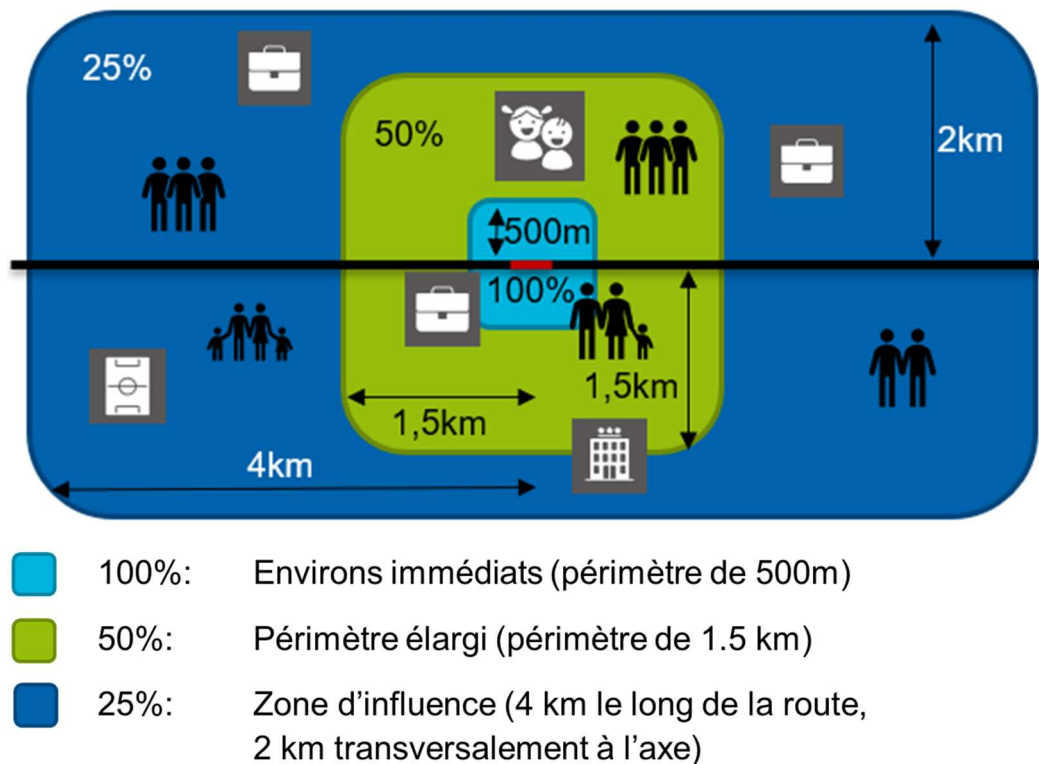 25%
50%
2km
500m
100%
1,5km
1,5km
4km
100%: Environs immédiats (périmètre de 500m)
50%: Périmètre élargi (périmètre de 1.5 km)
25%: Zone d’influence (4 km le long de la route,
2 km transversalement à l’axe)